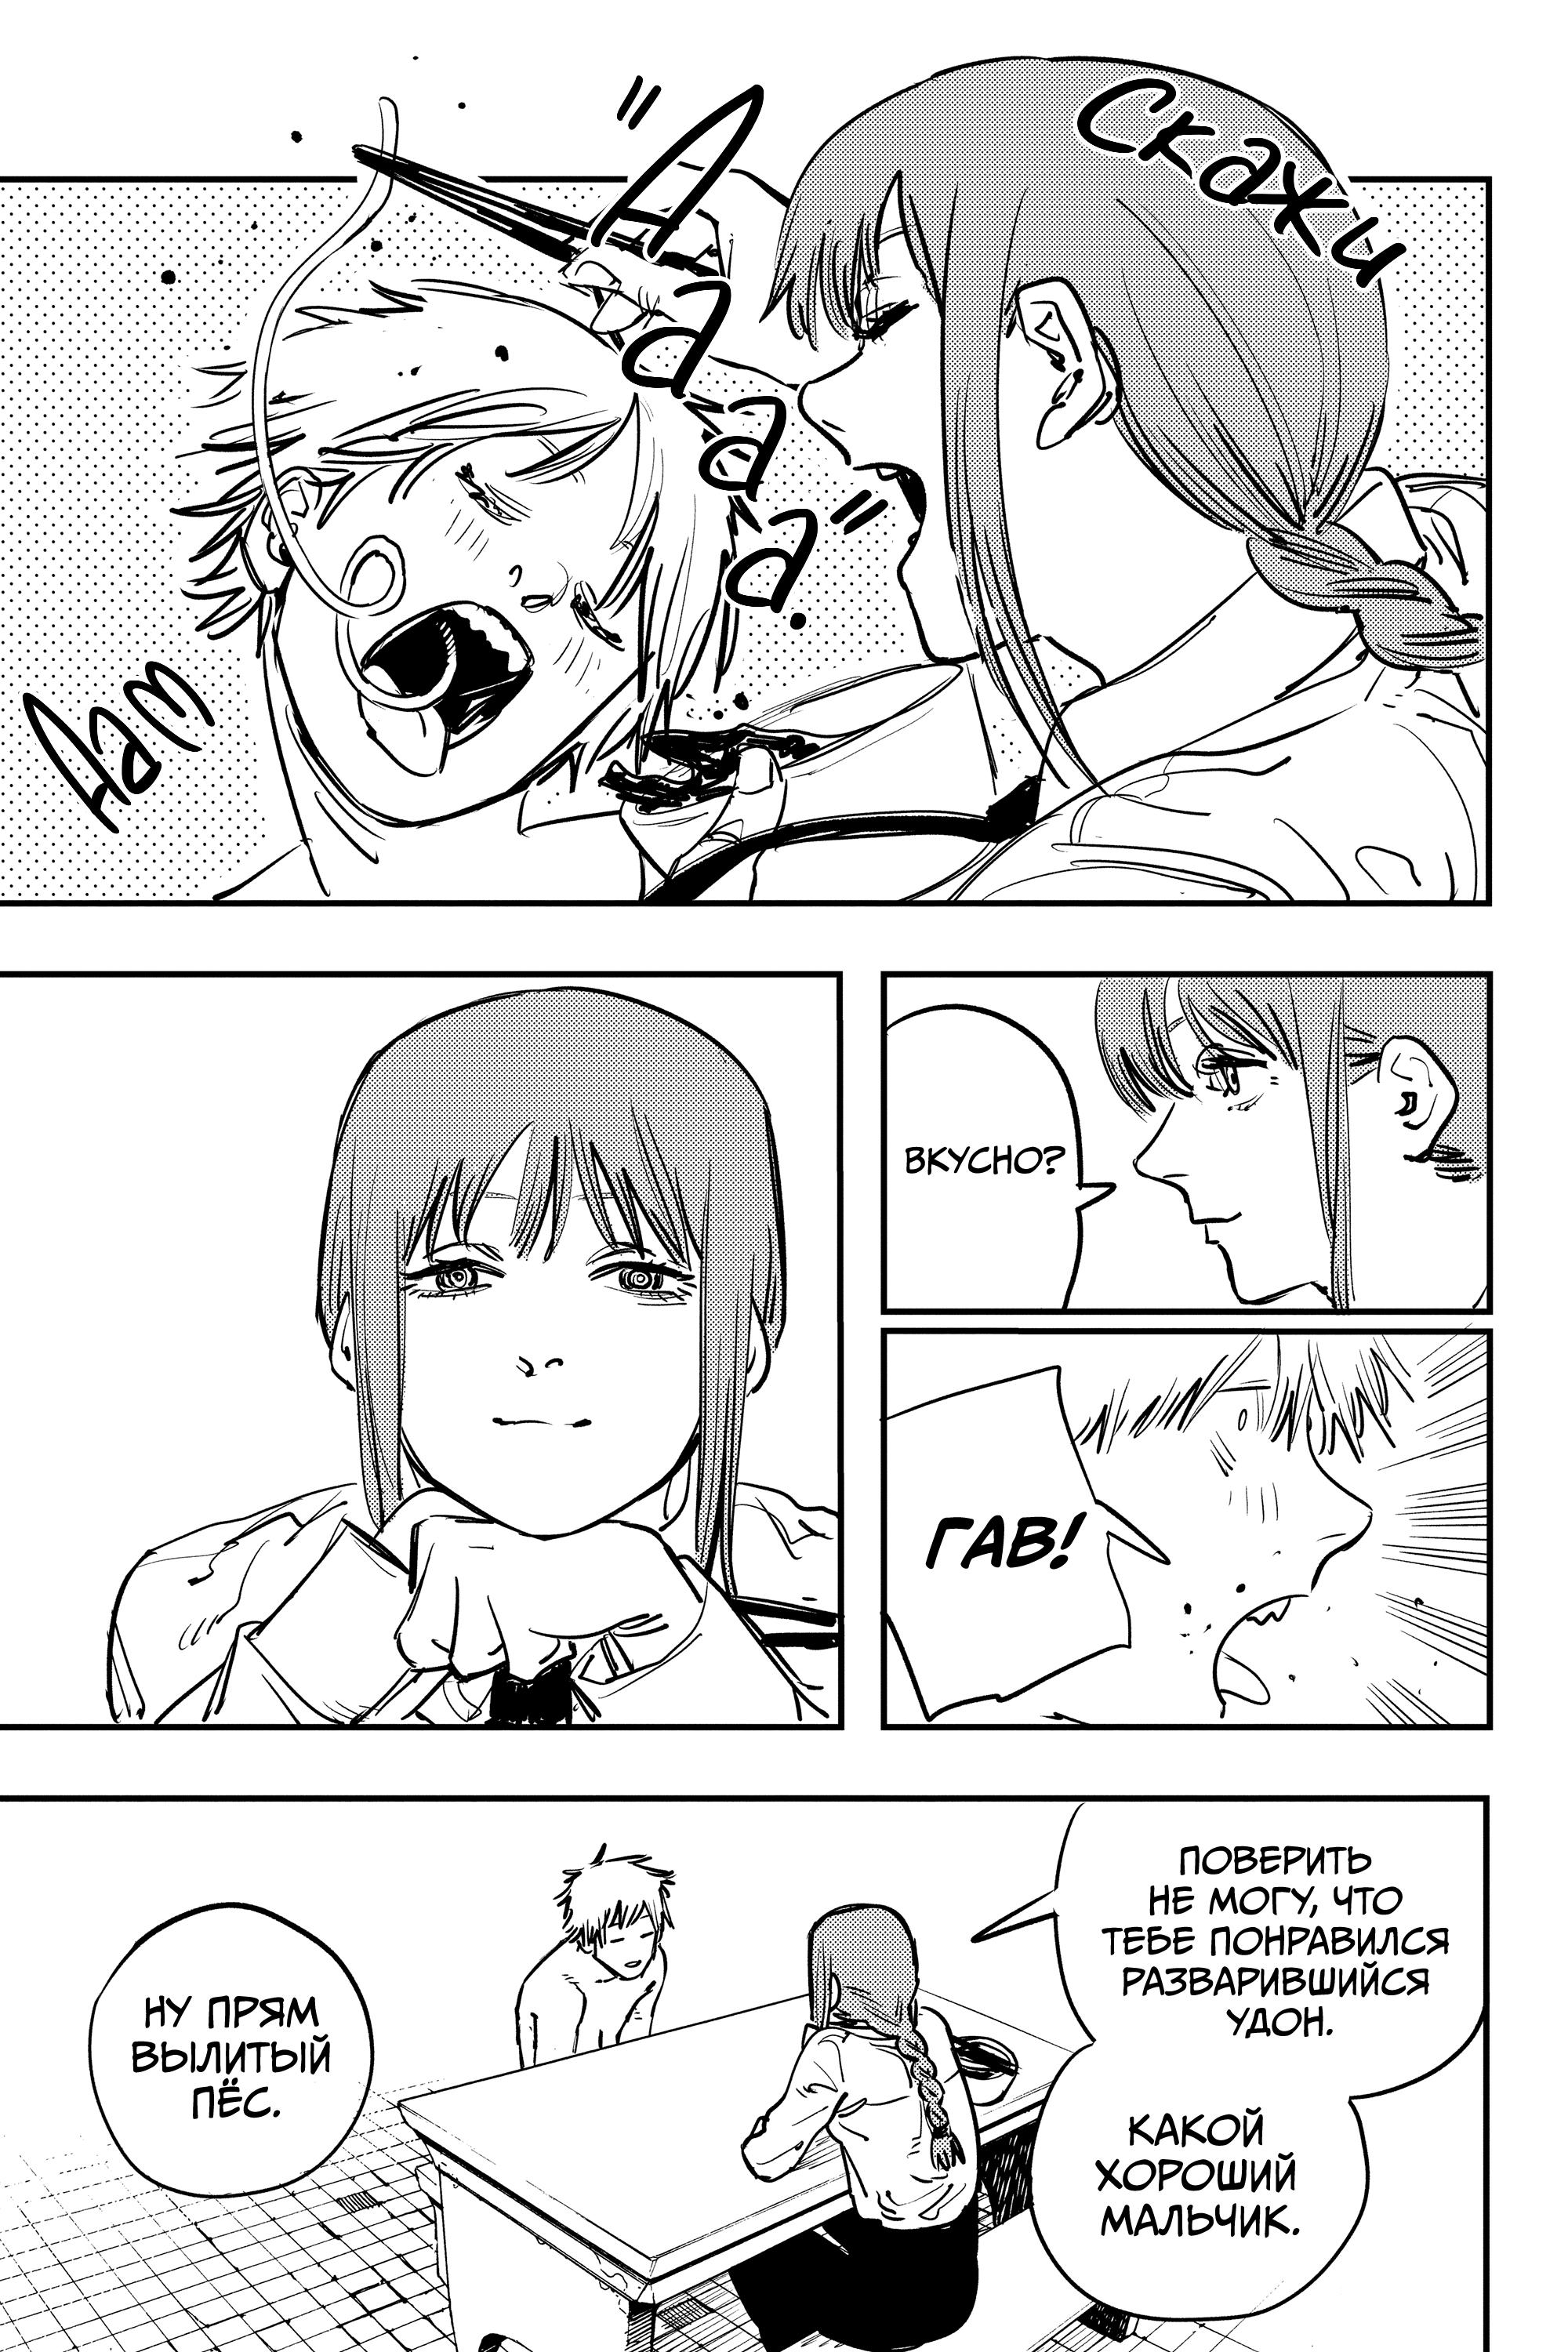 Скажи
"Аааа."
Аам
ВКУСНО?
ГАВ!
ПОВЕРИТЬ
НЕ МОГУ, ЧТО
ТЕБЕ ПОНРАВИЛСЯ
РАЗВАРИВШИЙСЯ
УДОН.
КАКОЙ
ХОРОШИЙ
МАЛЬЧИК.
НУ ПРЯМ
ВЫЛИТЫЙ
ПЁС.